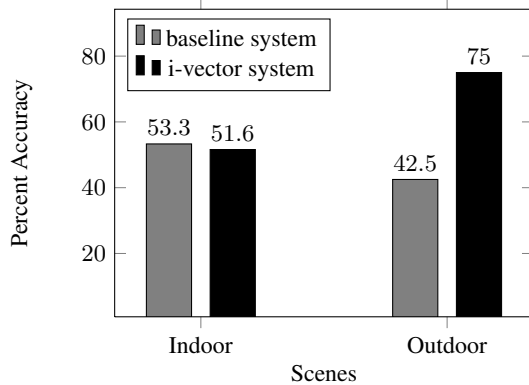 baseline system
i-vector system
Percent Accuracy
80
60
40
20
53.3
51.6
42.5
75
Indoor
Outdoor
Scenes